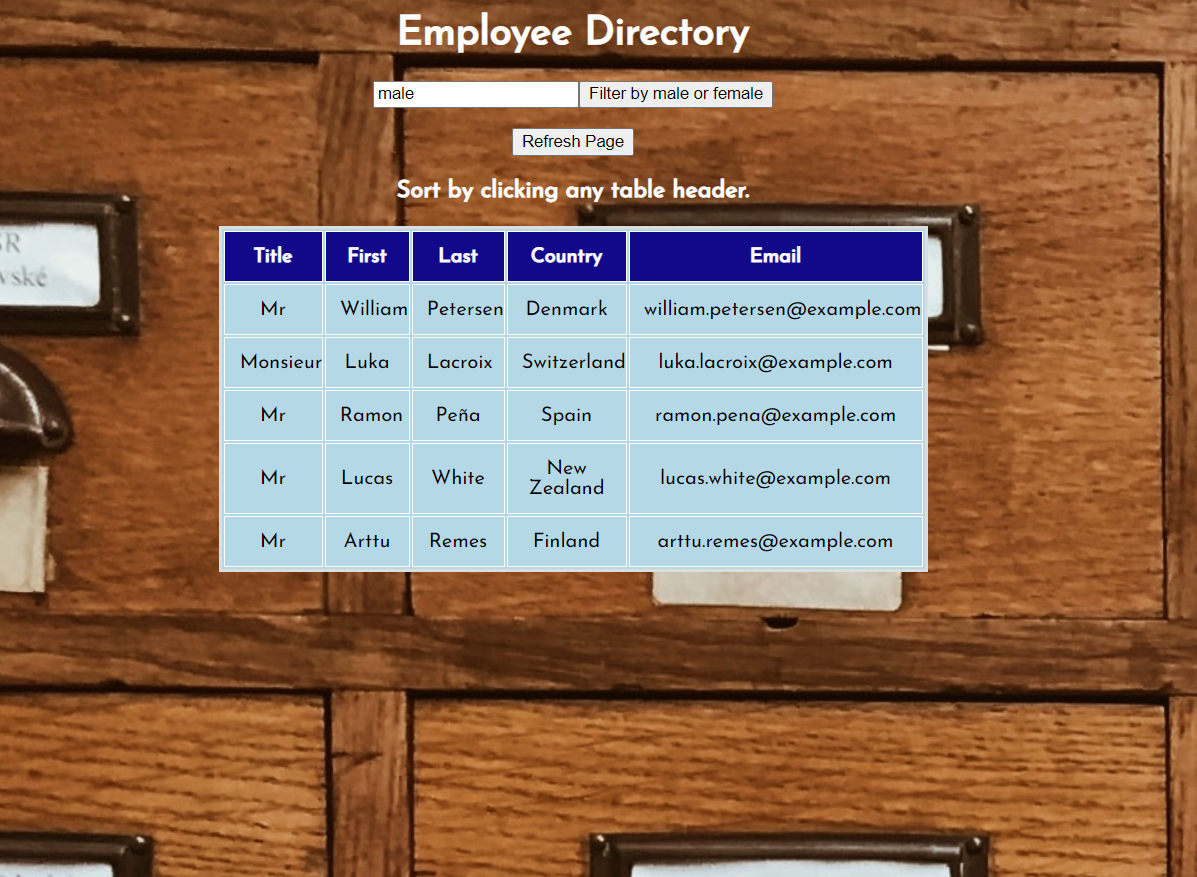 Employee Directory
male Filter by male or female
Refresh Page
Sort by clicking any table header.
Title First Last Country Email
Mr William Petersen Denmark william.petersen@example.com
Monsieur Luka Lacroix Switzerland luka.lacroix@example.com
Mr Ramon Peña Spain ramon.pena@example.com
Mr Lucas White New Zealand lucas.white@example.com
Mr Arttu Remes Finland arttu.remes@example.com